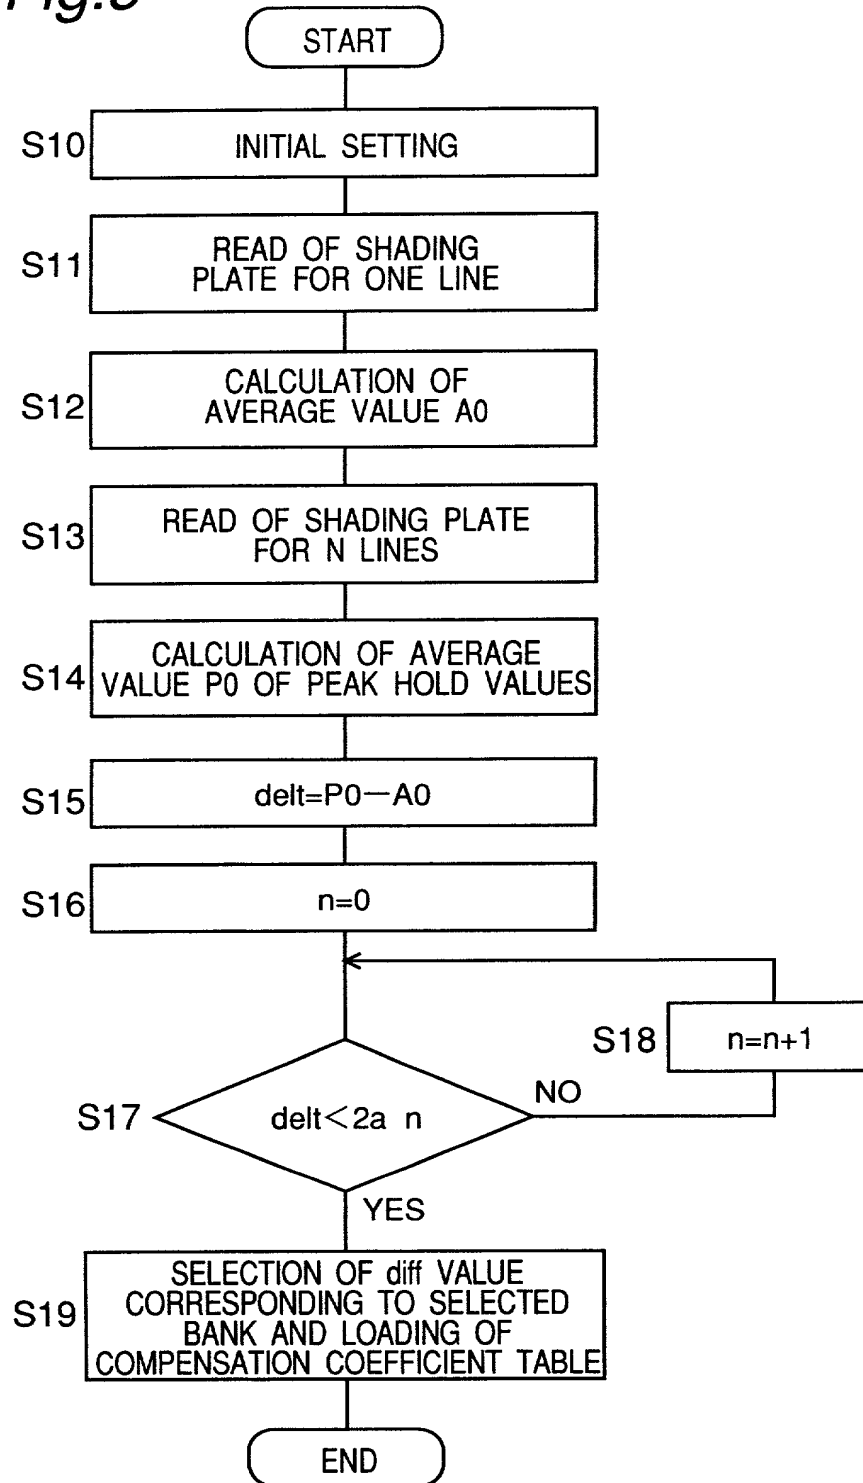 START
S10
INITIAL SETTING
S11
READ OF SHADING
PLATE FOR ONE LINE
S12
CALCULATION OF
AVERAGE VALUE A0
S13
READ OF SHADING PLATE
FOR N LINES
S14
CALCULATION OF AVERAGE
VALUE P0 OF PEAK HOLD VALUES
S15
delt=P0—A0
S16
n=0
S18
n=n+1
S17
delt<2a n
NO
YES
S19
SELECTION OF diff VALUE
CORRESPONDING TO SELECTED
BANK AND LOADING OF
COMPENSATION COEFFICIENT TABLE
END